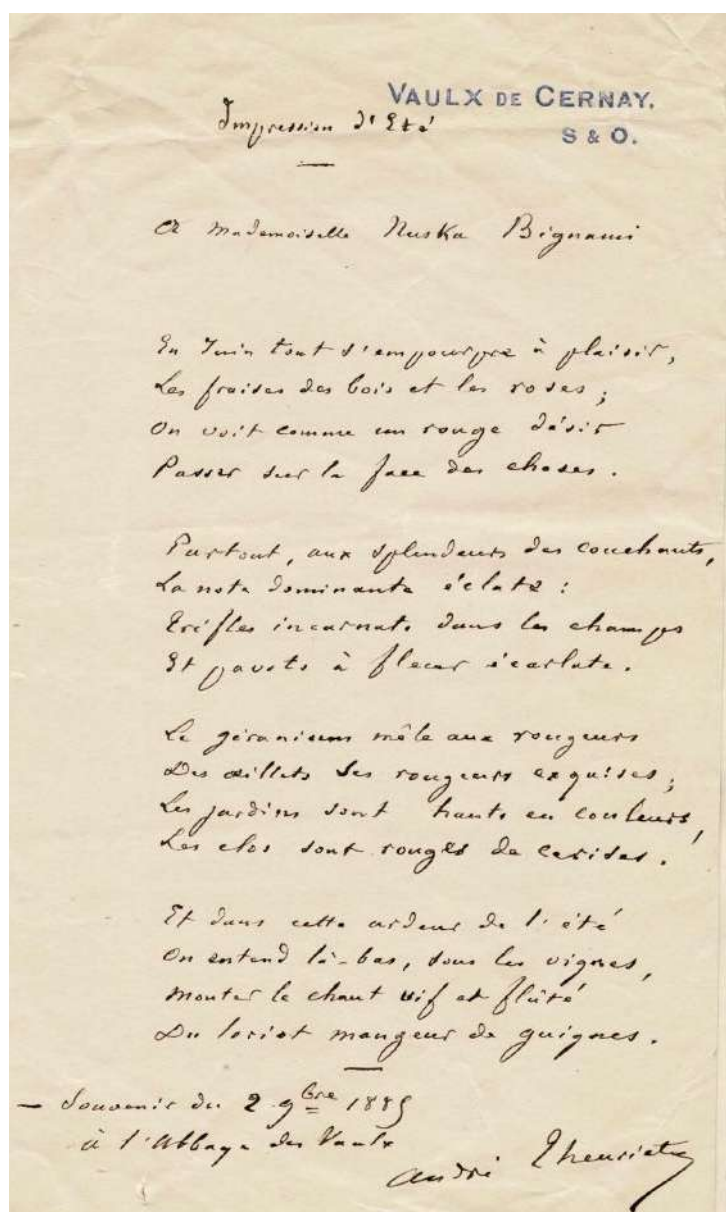 VAULX DE CERNAY.
S & O.
Impression d'Eté
A Mademoiselle Nuska Bignami
En Juin tout s'empourpre à plaisir,
Les fraises des bois et les roses ;
On voit comme un rouge désir
Passer sur la face des choses.
Partout, aux splendeurs des couchants,
La note dominante éclate :
Trèfles incarnats dans les champs
Et pavots à fleur écarlate.
Le géranium mêle aux rougeurs
Des œillets ses rougeurs exquises ;
Les jardins sont hauts en couleurs,
Les clos sont rouges de cerises.
Et dans cette ardeur de l'été
On entend là-bas, sous les vignes,
Monter le chant vif et flûté
Du loriot mangeur de guignes.
— Souvenir du 2 9bre 1885
à l'Abbaye des Vaulx
André Theuriet